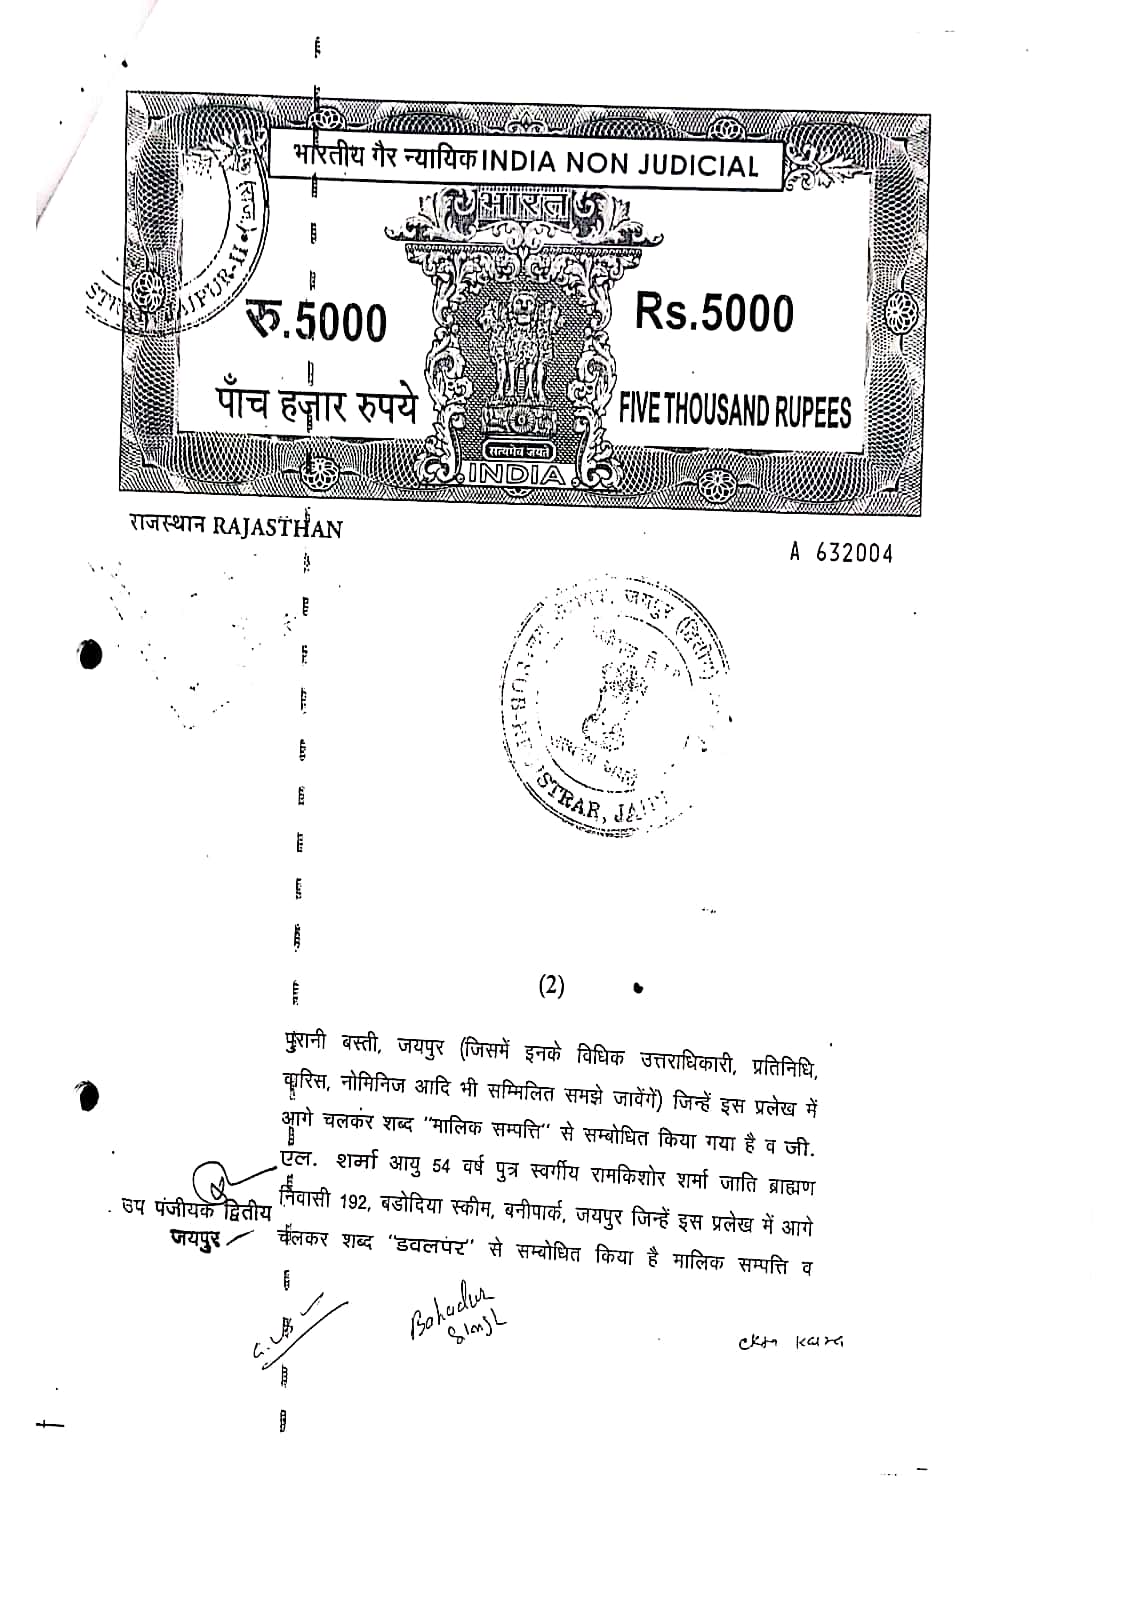 भारतीय गैर न्यायिक INDIA NON JUDICIAL
भारत
रु.5000
Rs.5000
पाँच हज़ार रुपये
FIVE THOUSAND RUPEES
सत्यमेव जयते
INDIA
राजस्थान RAJASTHAN
A 632004
JAIPUR-II
जयपुर (द्वितीय)
SUB-REGISTRAR, JAIPUR
(2)
पुरानी बस्ती, जयपुर (जिसमें इनके विधिक उत्तराधिकारी, प्रतिनिधि,
वारिस, नोमिनिज आदि भी सम्मिलित समझे जावेंगें) जिन्हें इस प्रलेख में
आगे चलकर शब्द "मालिक सम्पत्ति" से सम्बोधित किया गया है व जी.
एल. शर्मा आयु 54 वर्ष पुत्र स्वर्गीय रामकिशोर शर्मा जाति ब्राह्मण
निवासी 192, बडोदिया स्कीम, बनीपार्क, जयपुर जिन्हें इस प्रलेख में आगे
चलकर शब्द "डवलपर" से सम्बोधित किया है मालिक सम्पत्ति व
उप पंजीयक द्वितीय
जयपुर
Bahadur
Singh